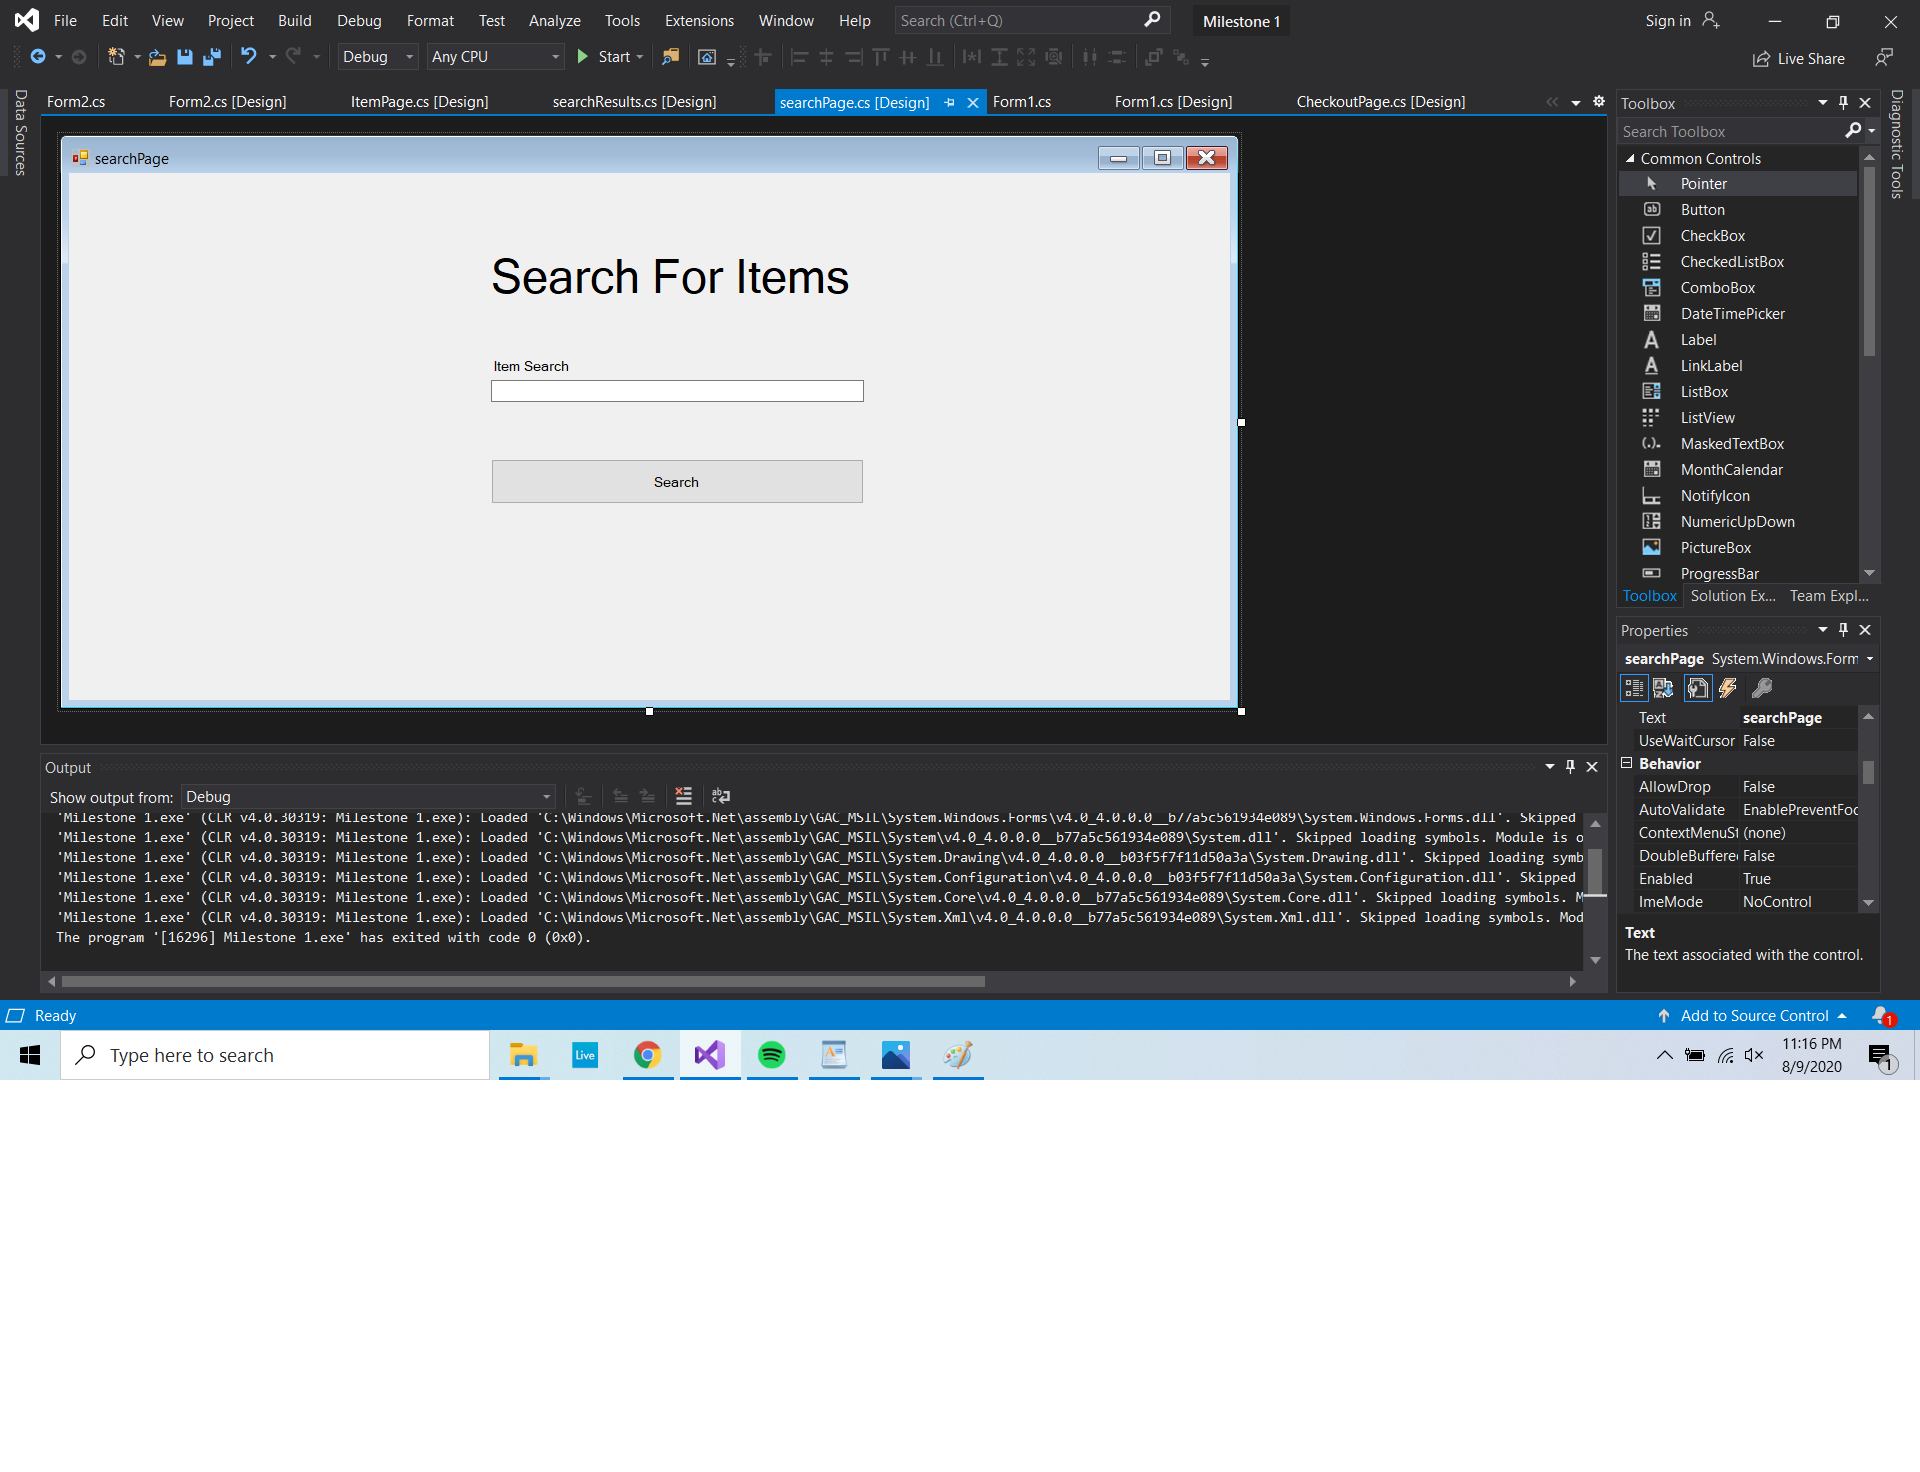 File Edit View Project Build Debug Format Test Analyze Tools Extensions Window Help Search (Ctrl+Q) Milestone 1 Sign in
Debug Any CPU Start Live Share
Data Sources
Form2.cs Form2.cs [Design] ItemPage.cs [Design] searchResults.cs [Design] searchPage.cs [Design] Form1.cs Form1.cs [Design] CheckoutPage.cs [Design]
searchPage
Search For Items
Item Search
Search
Toolbox
Search Toolbox
Common Controls
Pointer
Button
CheckBox
CheckedListBox
ComboBox
DateTimePicker
Label
LinkLabel
ListBox
ListView
MaskedTextBox
MonthCalendar
NotifyIcon
NumericUpDown
PictureBox
ProgressBar
Toolbox Solution Ex... Team Expl...
Diagnostic Tools
Properties
searchPage System.Windows.Form
Text searchPage
UseWaitCursor False
Behavior
AllowDrop False
AutoValidate EnablePreventFoc
ContextMenuSt (none)
DoubleBuffere False
Enabled True
ImeMode NoControl
Text
The text associated with the control.
Output
Show output from: Debug
'Milestone 1.exe' (CLR v4.0.30319: Milestone 1.exe): Loaded 'C:\Windows\Microsoft.Net\assembly\GAC_MSIL\System.Windows.Forms\v4.0_4.0.0.0__b77a5c561934e089\System.Windows.Forms.dll'. Skipped
'Milestone 1.exe' (CLR v4.0.30319: Milestone 1.exe): Loaded 'C:\Windows\Microsoft.Net\assembly\GAC_MSIL\System\v4.0_4.0.0.0__b77a5c561934e089\System.dll'. Skipped loading symbols. Module is o
'Milestone 1.exe' (CLR v4.0.30319: Milestone 1.exe): Loaded 'C:\Windows\Microsoft.Net\assembly\GAC_MSIL\System.Drawing\v4.0_4.0.0.0__b03f5f7f11d50a3a\System.Drawing.dll'. Skipped loading symb
'Milestone 1.exe' (CLR v4.0.30319: Milestone 1.exe): Loaded 'C:\Windows\Microsoft.Net\assembly\GAC_MSIL\System.Configuration\v4.0_4.0.0.0__b03f5f7f11d50a3a\System.Configuration.dll'. Skipped
'Milestone 1.exe' (CLR v4.0.30319: Milestone 1.exe): Loaded 'C:\Windows\Microsoft.Net\assembly\GAC_MSIL\System.Core\v4.0_4.0.0.0__b77a5c561934e089\System.Core.dll'. Skipped loading symbols. M
'Milestone 1.exe' (CLR v4.0.30319: Milestone 1.exe): Loaded 'C:\Windows\Microsoft.Net\assembly\GAC_MSIL\System.Xml\v4.0_4.0.0.0__b77a5c561934e089\System.Xml.dll'. Skipped loading symbols. Mod
The program '[16296] Milestone 1.exe' has exited with code 0 (0x0).
Ready Add to Source Control 1
Type here to search Live 11:16 PM
8/9/2020 1